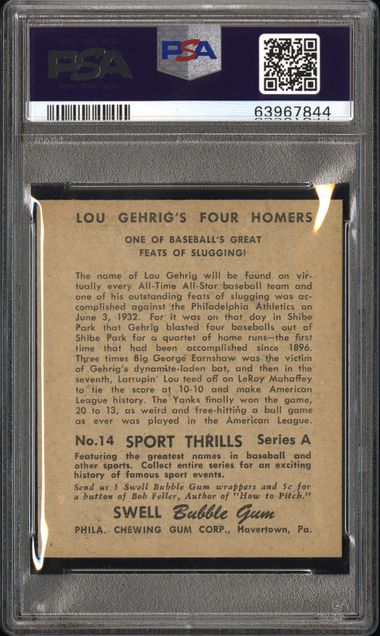 PSA
PSA
63967844
LOU GEHRIG'S FOUR HOMERS
ONE OF BASEBALL'S GREAT
FEATS OF SLUGGING!
The name of Lou Gehrig will be found on vir-
tually every All-Time All-Star baseball team and
one of his outstanding feats of slugging was ac-
complished against the Philadelphia Athletics on
June 3, 1932. For it was on that day in Shibe
Park that Gehrig blasted four baseballs out of
Shibe Park for a quarter of home runs—the first
time that had been accomplished since 1896.
Three times Big George Earnshaw was the victim
of Gehrig's dynamite-laden bat, and then in the
seventh, Larrupin' Lou teed off on LeRoy Mahaffey
to tie the score at 10-10 and make American
League history. The Yanks finally won the game,
20 to 13, as weird and free-hitting a ball game
as ever was played in the American League.
No.14 SPORT THRILLS Series A
Featuring the greatest names in baseball and
other sports. Collect entire series for an exciting
history of famous sport events.
Send us 5 Swell Bubble Gum wrappers and 5c for
a button of Bob Feller, Author of "How to Pitch."
SWELL Bubble Gum
PHILA. CHEWING GUM CORP., Havertown, Pa.